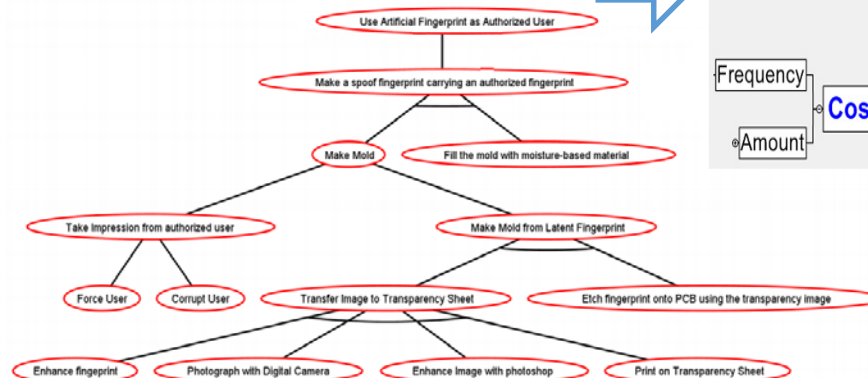 Use Artificial Fingerprint as Authorized User
Make a spoof fingerprint carrying an authorized fingerprint
Frequency
Cos
Amount
Make Mold
Fill the mold with moisture-based material
Take Impression from authorized user
Make Mold from Latent Fingerprint
Force User
Corrupt User
Transfer Image to Transparency Sheet
Etch fingerprint onto PCB using the transparency image
Enhance fingeprint
Photograph with Digital Camera
Enhance Image with photoshop
Print on Transparency Sheet